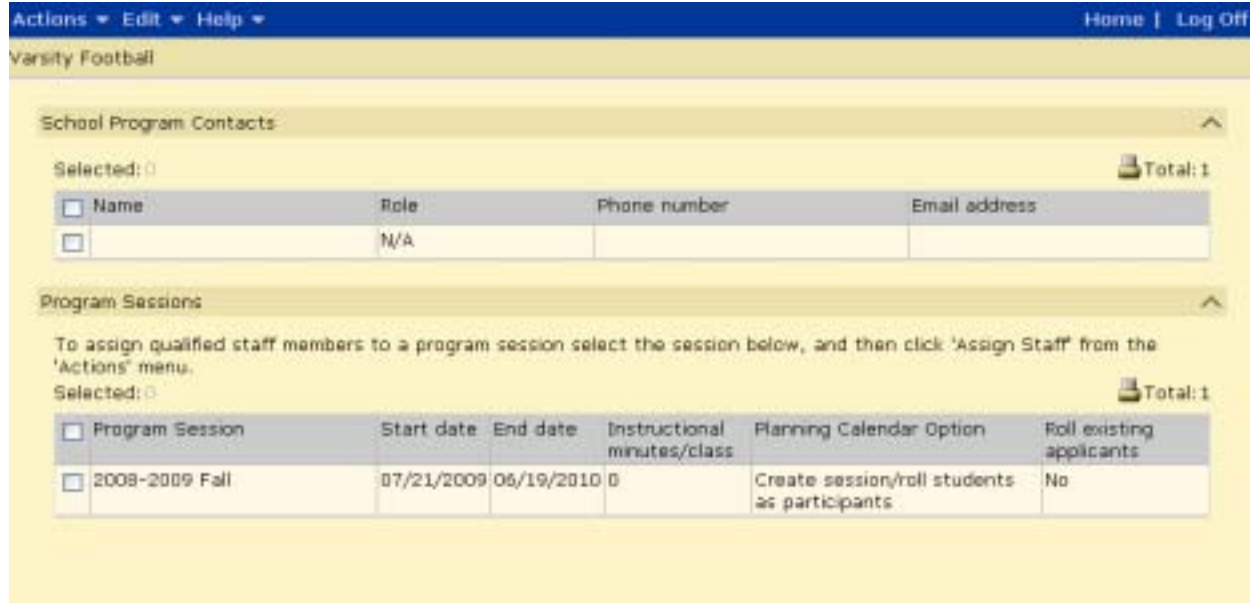 Actions Edit Help Home | Log Off
Varsity Football
School Program Contacts
Selected: 0 Total: 1
Name Role Phone number Email address
N/A
Program Sessions
To assign qualified staff members to a program session select the session below, and then click 'Assign Staff' from the
'Actions' menu.
Selected: 0 Total: 1
Program Session Start date End date Instructional minutes/class Planning Calendar Option Roll existing applicants
2008-2009 Fall 07/21/2009 06/19/2010 0 Create session/roll students as participants No